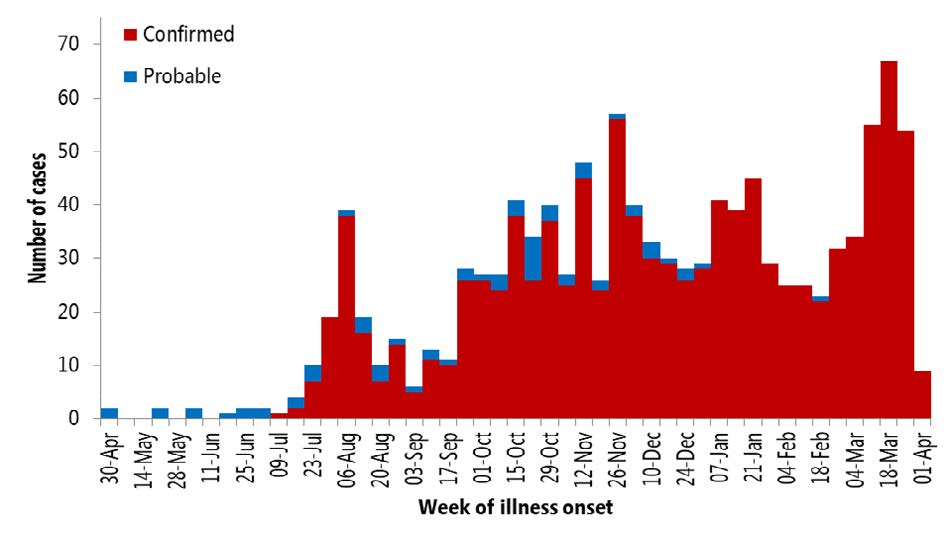 Confirmed
Probable
Number of cases
70
60
50
40
30
20
10
0
30-Apr
14-May
28-May
11-Jun
25-Jun
09-Jul
23-Jul
06-Aug
20-Aug
03-Sep
17-Sep
01-Oct
15-Oct
29-Oct
12-Nov
26-Nov
10-Dec
24-Dec
07-Jan
21-Jan
04-Feb
18-Feb
04-Mar
18-Mar
01-Apr
Week of illness onset